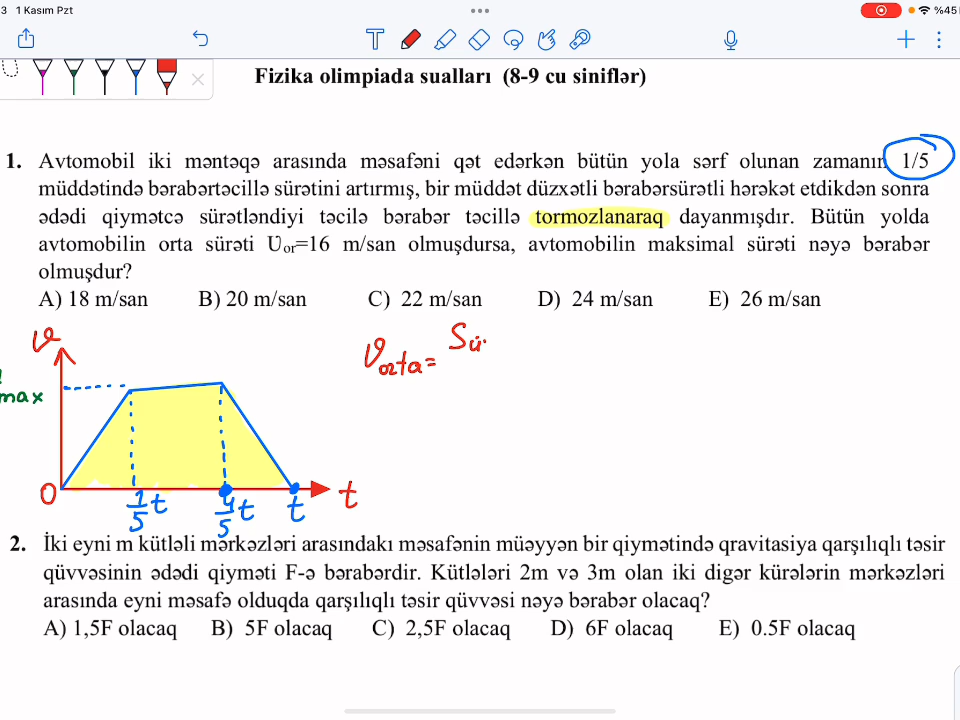 3 1 Kasım Pzt
%45
Fizika olimpiada sualları (8-9 cu siniflər)
1. Avtomobil iki məntəqə arasında məsafəni qət edərkən bütün yola sərf olunan zamanın 1/5
müddətində bərabərtəcillə sürətini artırmış, bir müddət düzxətli bərabərsürətli hərəkət etdikdən sonra
ədədi qiymətcə sürətləndiyi təcilə bərabər təcillə tormozlanaraq dayanmışdır. Bütün yolda
avtomobilin orta sürəti Uor=16 m/san olmuşdursa, avtomobilin maksimal sürəti nəyə bərabər
olmuşdur?
A) 18 m/san B) 20 m/san C) 22 m/san D) 24 m/san E) 26 m/san
ϑ
ϑorta= Sü.
max
0 1/5 t 4/5 t t t
2. İki eyni m kütləli mərkəzləri arasındakı məsafənin müəyyən bir qiymətində qravitasiya qarşılıqlı təsir
qüvvəsinin ədədi qiyməti F-ə bərabərdir. Kütlələri 2m və 3m olan iki digər kürələrin mərkəzləri
arasında eyni məsafə olduqda qarşılıqlı təsir qüvvəsi nəyə bərabər olacaq?
A) 1,5F olacaq B) 5F olacaq C) 2,5F olacaq D) 6F olacaq E) 0.5F olacaq